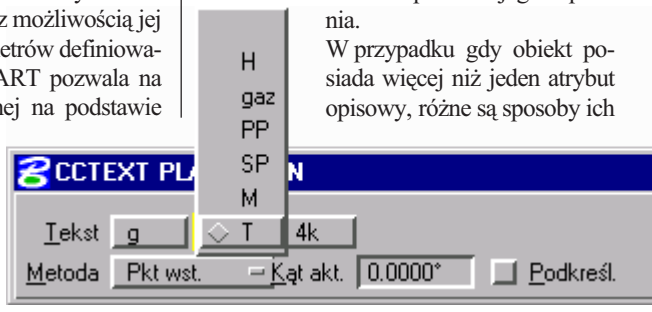 z możliwością jej
etrów definiowa-
ART pozwala na
nej na podstawie
nia.
W przypadku gdy obiekt po-
siada więcej niż jeden atrybut
opisowy, różne są sposoby ich
H
gaz
PP
SP
M
T
CCTEXT PLA N
Tekst g 4k
Metoda Pkt wst. Kąt akt. 0.0000° Podkreśl.